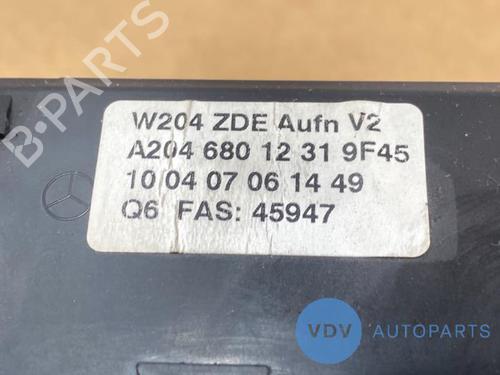 W204 ZDE Aufn V2
A204 680 12 31 9F45
10 04 07 06 14 49
Q6 FAS: 45947
VDV AUTOPARTS